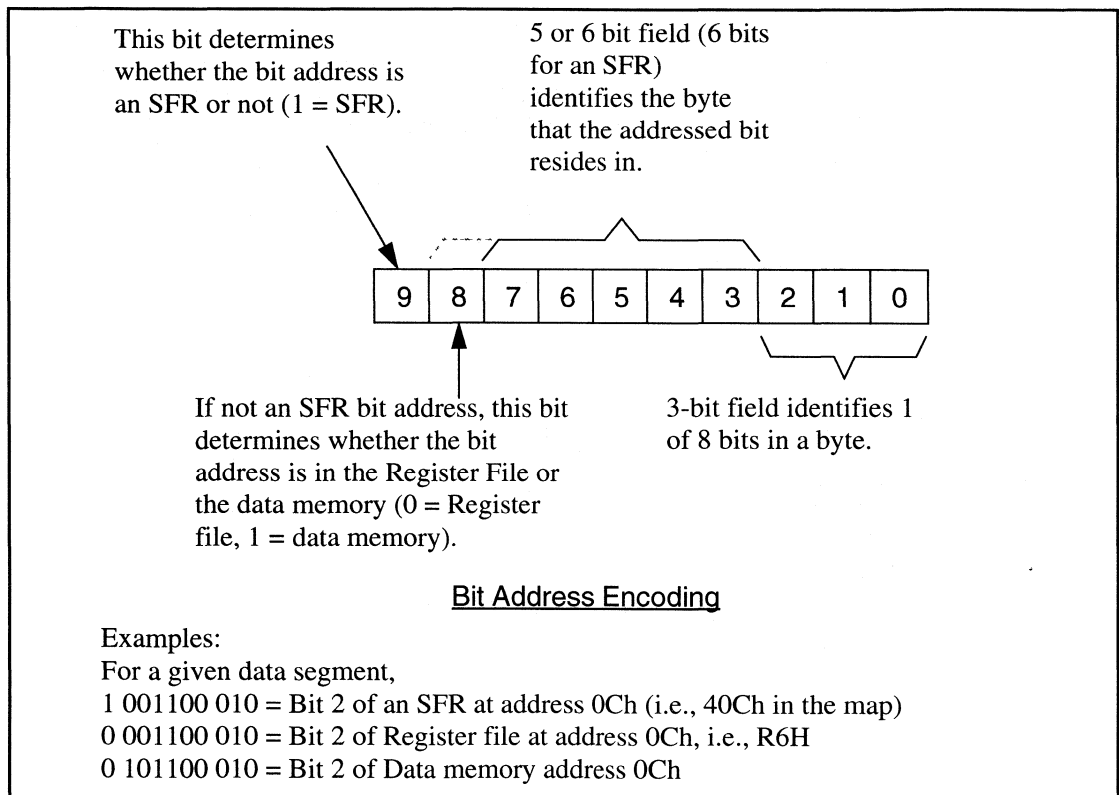 This bit determines
whether the bit address is
an SFR or not (1 = SFR).
5 or 6 bit field (6 bits
for an SFR)
identifies the byte
that the addressed bit
resides in.
9 8 7 6 5 4 3 2 1 0
If not an SFR bit address, this bit
determines whether the bit
address is in the Register File or
the data memory (0 = Register
file, 1 = data memory).
3-bit field identifies 1
of 8 bits in a byte.
Bit Address Encoding
Examples:
For a given data segment,
1 001100 010 = Bit 2 of an SFR at address 0Ch (i.e., 40Ch in the map)
0 001100 010 = Bit 2 of Register file at address 0Ch, i.e., R6H
0 101100 010 = Bit 2 of Data memory address 0Ch